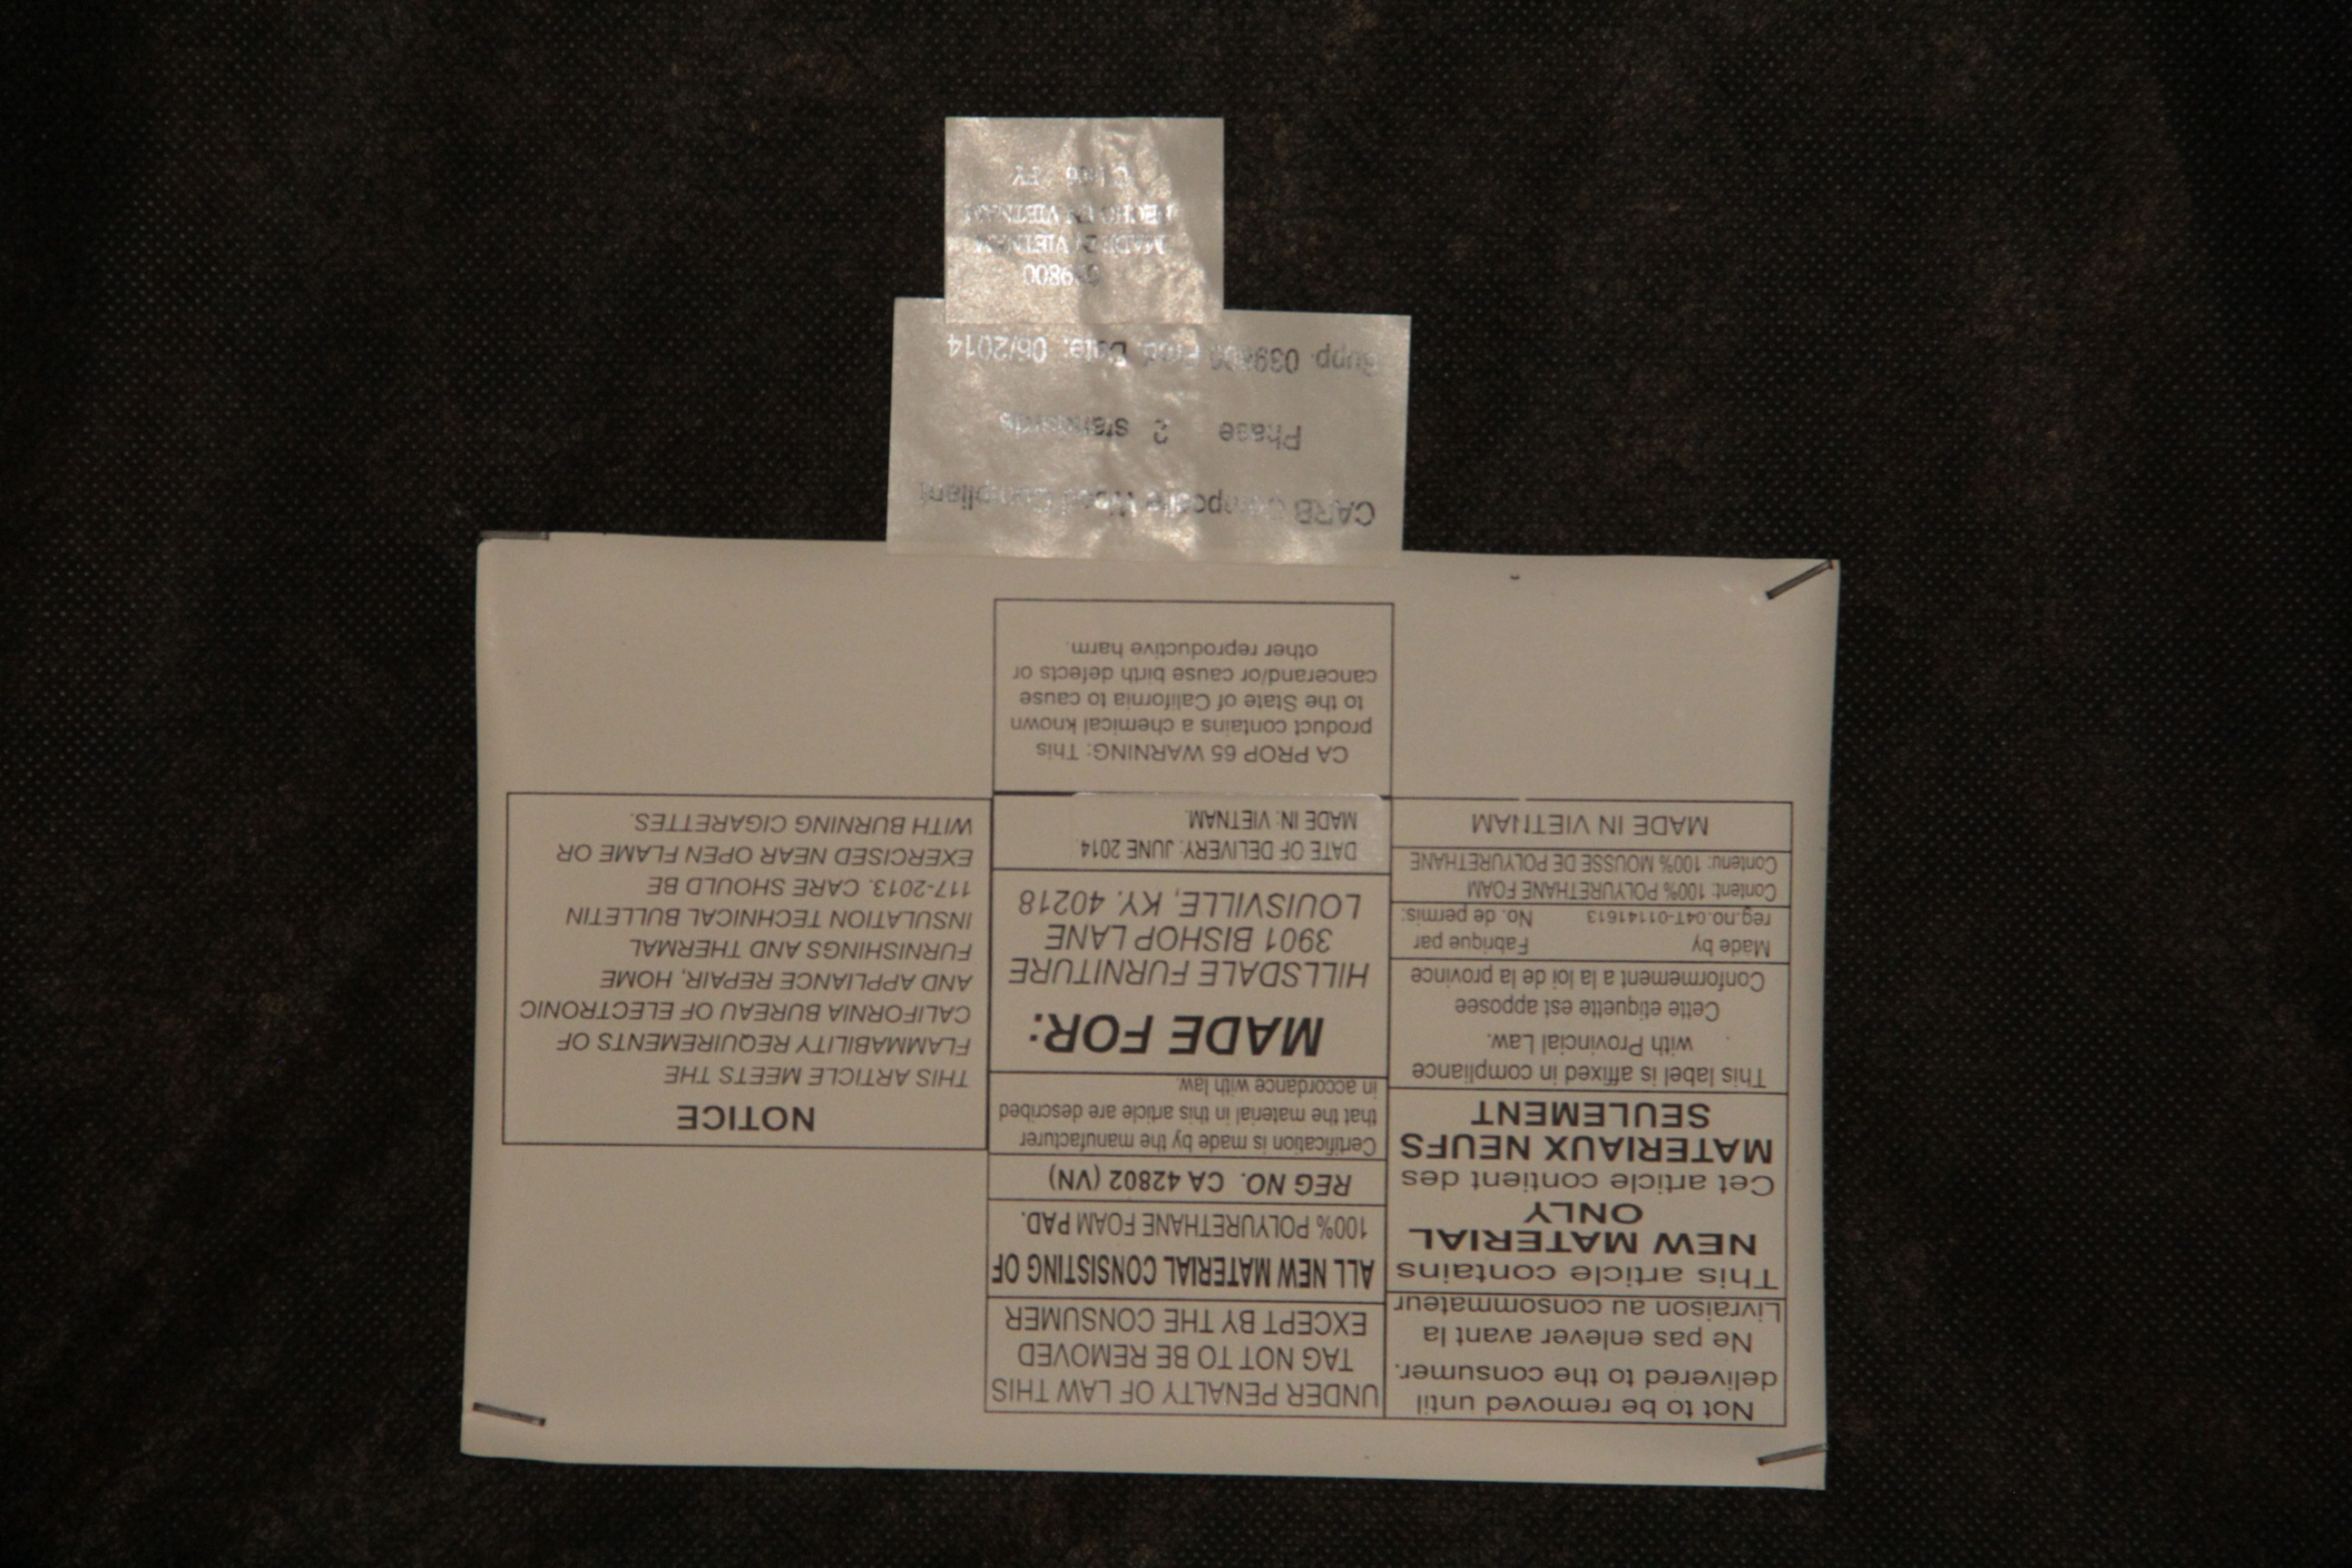 Not to be removed until
delivered to the consumer.
Ne pas enlever avant la
Livraison au consommateur
This article contains
NEW MATERIAL
ONLY
Cet article contient des
MATERIAUX NEUFS
SEULEMENT
This label is affixed in compliance
with Provincial Law.
Cette etiquette est apposee
Conformement a la loi de la province
Made by Fabrique par
reg.no.04T-01141613 No. de permis:
Content: 100% POLYURETHANE FOAM
Contenu: 100% MOUSSE DE POLYURETHANE
MADE IN VIETNAM
UNDER PENALTY OF LAW THIS
TAG NOT TO BE REMOVED
EXCEPT BY THE CONSUMER
ALL NEW MATERIAL CONSISTING OF
100% POLYURETHANE FOAM PAD.
REG NO. CA 42802 (VN)
Certification is made by the manufacturer
that the material in this article are described
in accordance with law.
MADE FOR:
HILLSDALE FURNITURE
3901 BISHOP LANE
LOUISVILLE, KY. 40218
DATE OF DELIVERY: JUNE 2014
MADE IN: VIETNAM.
CA PROP 65 WARNING: This
product contains a chemical known
to the State of California to cause
cancerand/or cause birth defects or
other reproductive harm.
NOTICE
THIS ARTICLE MEETS THE
FLAMMABILITY REQUIREMENTS OF
CALIFORNIA BUREAU OF ELECTRONIC
AND APPLIANCE REPAIR, HOME
FURNISHINGS AND THERMAL
INSULATION TECHNICAL BULLETIN
117-2013. CARE SHOULD BE
EXERCISED NEAR OPEN FLAME OR
WITH BURNING CIGARETTES.
CARB Composite Wood Compliant
Phase 2 standards
Supp. 039800 Prod. Date: 06/2014
039800
MADE IN VIETNAM
HECHO EN VIETNAM
FY